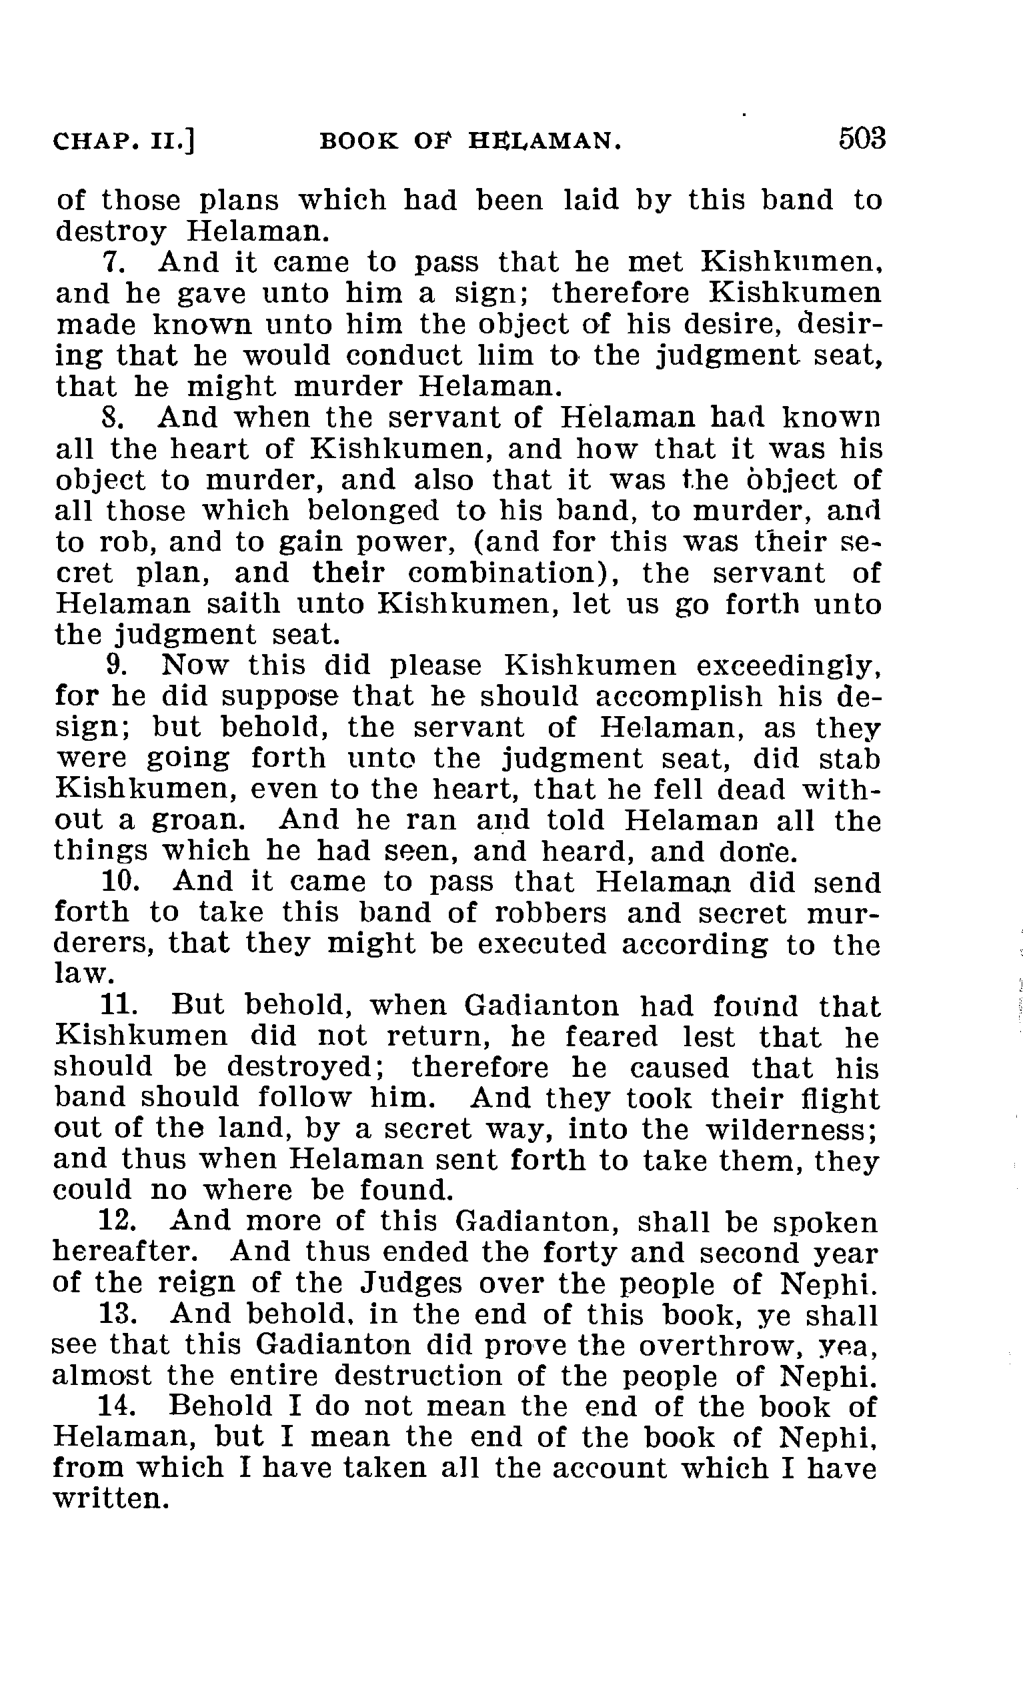 CHAP. II.] BOOK OF HELAMAN. 503
of those plans which had been laid by this band to
destroy Helaman.
7. And it came to pass that he met Kishkumen,
and he gave unto him a sign; therefore Kishkumen
made known unto him the object of his desire, desir-
ing that he would conduct him to the judgment seat,
that he might murder Helaman.
8. And when the servant of Helaman had known
all the heart of Kishkumen, and how that it was his
object to murder, and also that it was the object of
all those which belonged to his band, to murder, and
to rob, and to gain power, (and for this was their se-
cret plan, and their combination), the servant of
Helaman saith unto Kishkumen, let us go forth unto
the judgment seat.
9. Now this did please Kishkumen exceedingly,
for he did suppose that he should accomplish his de-
sign; but behold, the servant of Helaman, as they
were going forth unto the judgment seat, did stab
Kishkumen, even to the heart, that he fell dead with-
out a groan. And he ran and told Helaman all the
things which he had seen, and heard, and done.
10. And it came to pass that Helaman did send
forth to take this band of robbers and secret mur-
derers, that they might be executed according to the
law.
11. But behold, when Gadianton had found that
Kishkumen did not return, he feared lest that he
should be destroyed; therefore he caused that his
band should follow him. And they took their flight
out of the land, by a secret way, into the wilderness;
and thus when Helaman sent forth to take them, they
could no where be found.
12. And more of this Gadianton, shall be spoken
hereafter. And thus ended the forty and second year
of the reign of the Judges over the people of Nephi.
13. And behold, in the end of this book, ye shall
see that this Gadianton did prove the overthrow, yea,
almost the entire destruction of the people of Nephi.
14. Behold I do not mean the end of the book of
Helaman, but I mean the end of the book of Nephi,
from which I have taken all the account which I have
written.